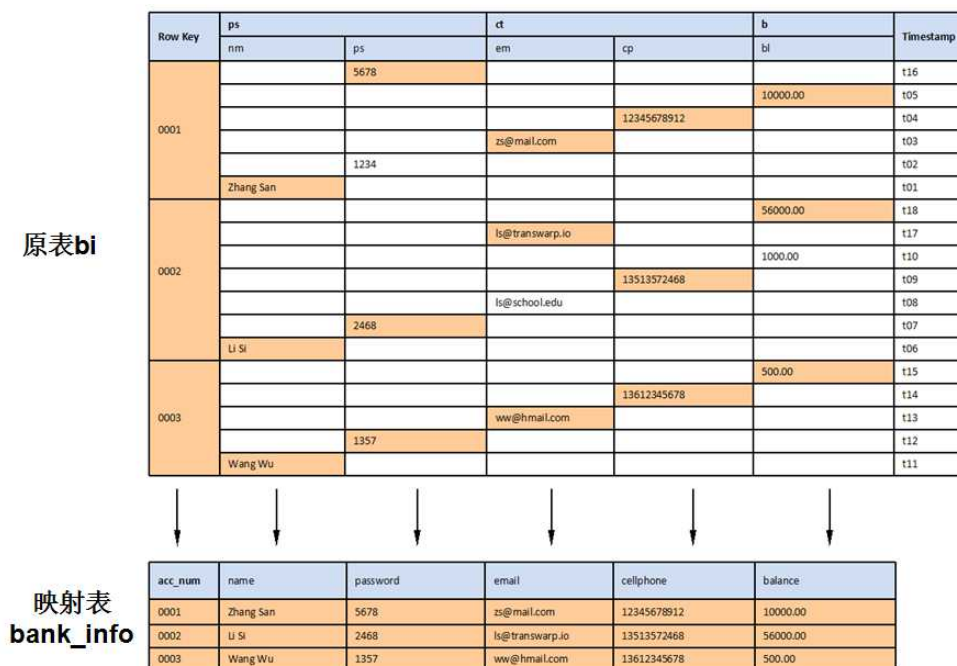 Row Key ps ct b Timestamp
nm ps em cp bl
5678 t16
10000.00 t05
12345678912 t04
0001
zs@mail.com t03
1234 t02
Zhang San t01
56000.00 t18
原表bi
ls@transwarp.io t17
1000.00 t10
0002
13513572468 t09
ls@school.edu t08
2468 t07
Li Si t06
500.00 t15
13612345678 t14
0003 ww@hmail.com t13
1357 t12
Wang Wu t11
acc_num name password email cellphone balance
映射表
bank_info
0001 Zhang San 5678 zs@mail.com 12345678912 10000.00
0002 Li Si 2468 ls@transwarp.io 13513572468 56000.00
0003 Wang Wu 1357 ww@hmail.com 13612345678 500.00